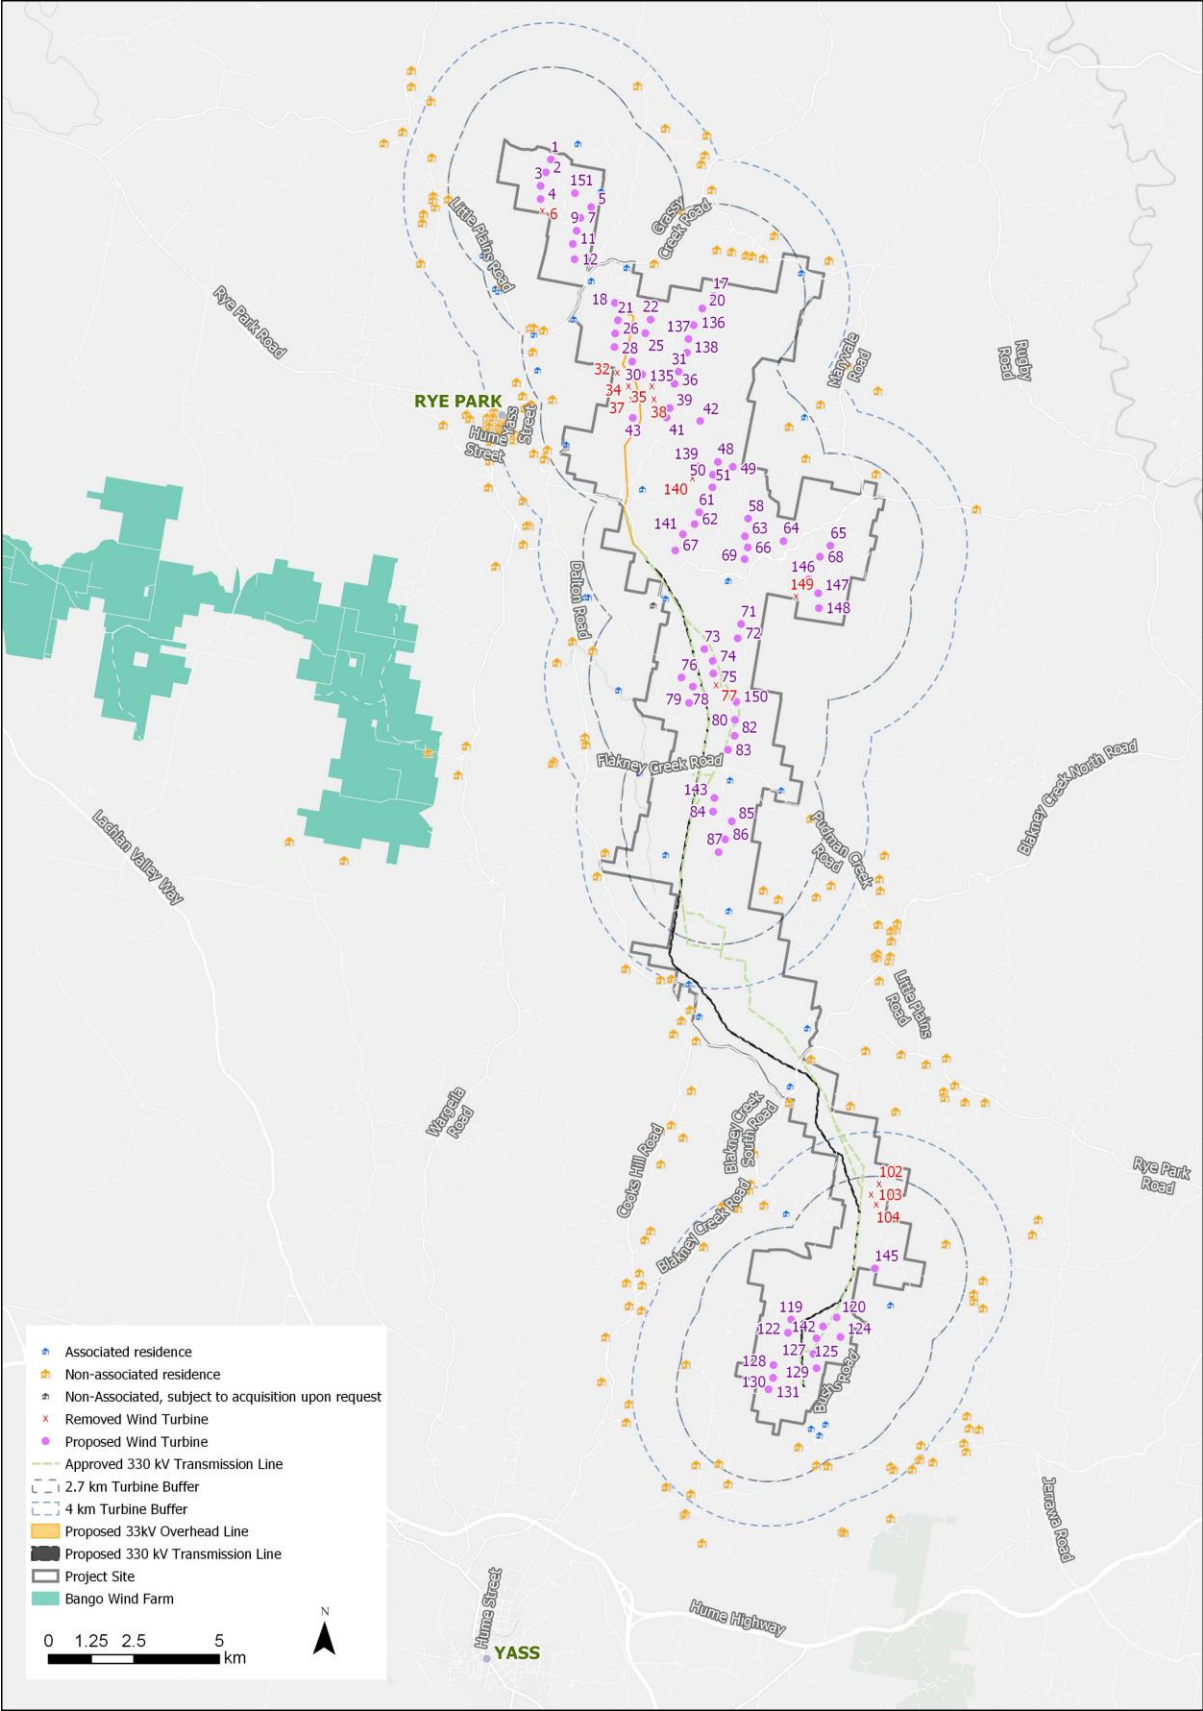 1
2
3
151
4
5
6
9
7
11
12
Little Plains
Road
Grassy
Creek Road
Rye Park Road
17
18
20
21
22
26
137
136
25
28
138
31
32
30
135
36
34
35
37
39
38
42
43
41
RYE PARK
Hume
Street
Yass
Street
Maryvale
Road
Rugby
Road
139
48
50
49
51
140
61
58
141
62
63
64
65
67
66
69
68
146
149
147
148
Dalton Road
71
73
72
74
76
75
77
150
79
78
80
82
83
Flakney Creek Road
143
84
85
86
87
Pudman Creek
Road
Blakney Creek North Road
Lachlan Valley Way
Little Plains
Road
Wargeila
Road
Cooks Hill Road
Blakney Creek
South Road
Blakney Creek Road
Rye Park
Road
102
103
104
145
119
120
122
142
124
127
125
128
129
130
131
Bush
Road
Jerrawa Road
Hume Highway
Hume Street
YASS
Associated residence
Non-associated residence
Non-Associated, subject to acquisition upon request
x Removed Wind Turbine
Proposed Wind Turbine
Approved 330 kV Transmission Line
2.7 km Turbine Buffer
4 km Turbine Buffer
Proposed 33kV Overhead Line
Proposed 330 kV Transmission Line
Project Site
Bango Wind Farm
N
0 1.25 2.5 5
km